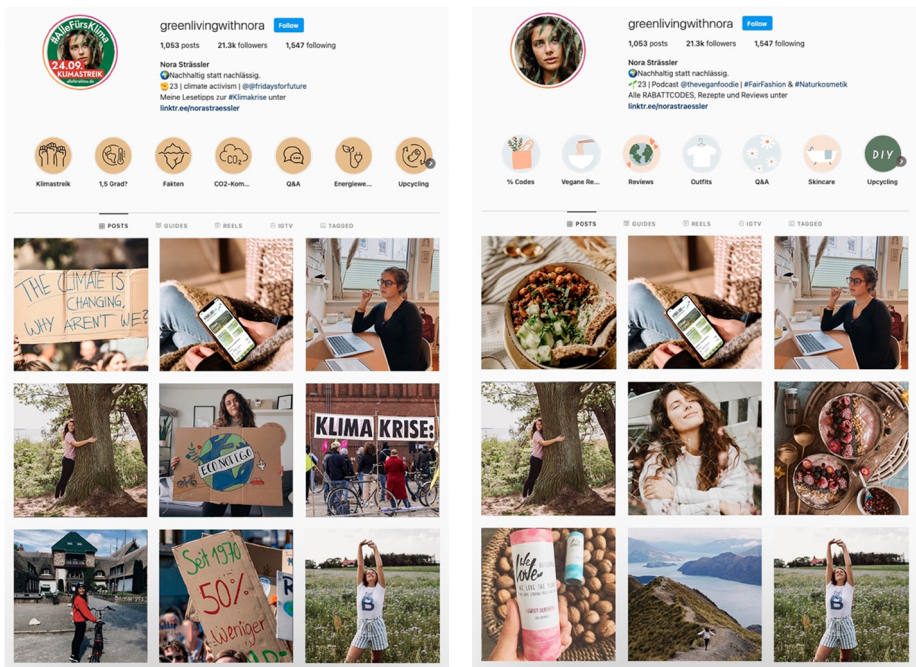 #AlleFürsKlima
24.09.
KLIMASTREIK
greenlivingwithnora Follow
1,053 posts 21.3k followers 1,547 following
Nora Strässler
🌍Nachhaltig statt nachlässig.
✊23 | climate activism | @@fridaysforfuture
Meine Lesetipps zur #Klimakrise unter
linktr.ee/norastraessler
Klimastreik 1,5 Grad? Fakten CO2-Kom... Q&A Energiewe... Upcycling
CO2
POSTS GUIDES REELS IGTV TAGGED
THE CLIMATE IS
CHANGING,
WHY AREN'T WE?
ECO NOT EGO
KLIMA KRISE:
Seit 1970
50%
Weniger
B
greenlivingwithnora Follow
1,053 posts 21.3k followers 1,547 following
Nora Strässler
🌍Nachhaltig statt nachlässig.
🌱23 | Podcast @theveganfoodie | #FairFashion & #Naturkosmetik
Alle RABATTCODES, Rezepte und Reviews unter
linktr.ee/norastraessler
DIY
% Codes Vegane Re... Reviews Outfits Q&A Skincare Upcycling
POSTS GUIDES REELS IGTV TAGGED
We
love
B